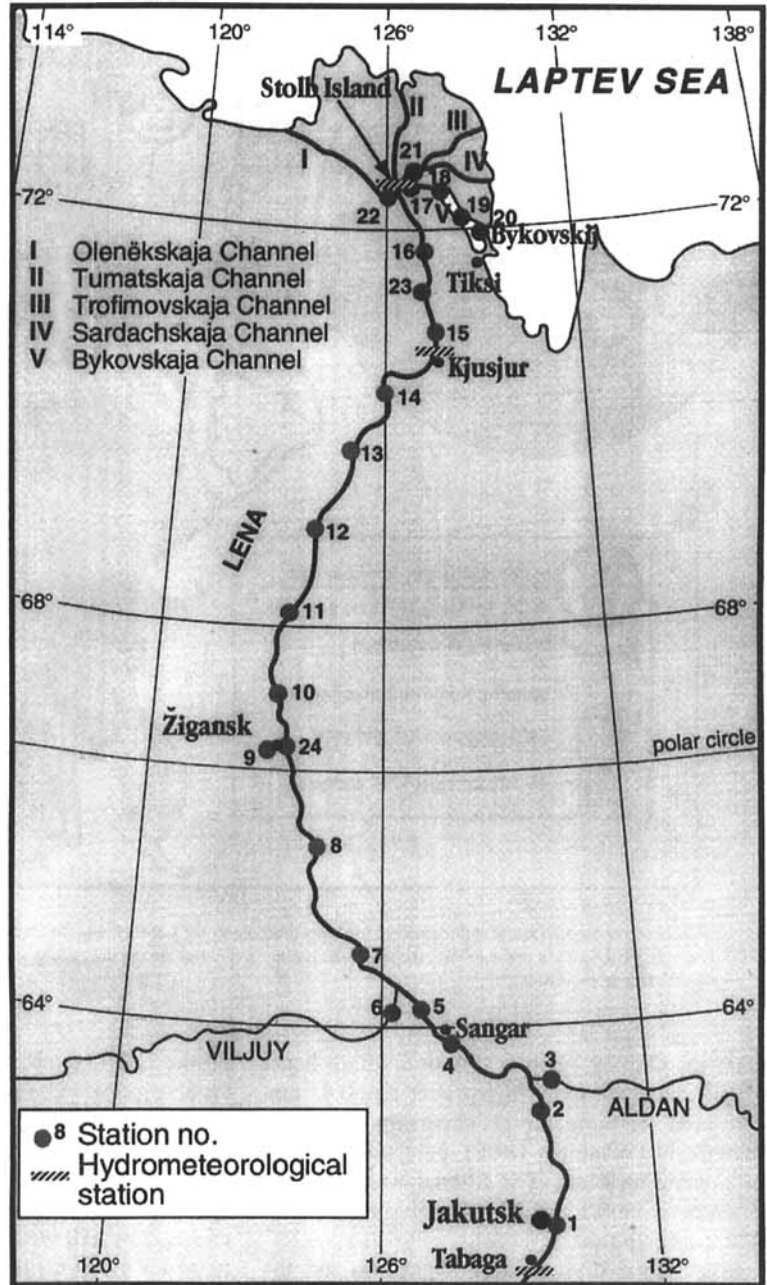 114°
120°
126°
132°
138°
LAPTEV SEA
Stolb Island
II
III
I
21
IV
18
72°
22
17
V
19
20
72°
Bykovskij
16
Tiksi
23
I Olenëkskaja Channel
II Tumatskaja Channel
III Trofimovskaja Channel
IV Sardachskaja Channel
V Bykovskaja Channel
15
Kjusjur
14
13
LENA
12
68°
11
68°
10
Žigansk
24
9
polar circle
8
7
64°
6
5
64°
Sangar
VILJUY
4
3
ALDAN
2
8 Station no.
Hydrometeorological
station
Jakutsk
1
Tabaga
120°
126°
132°